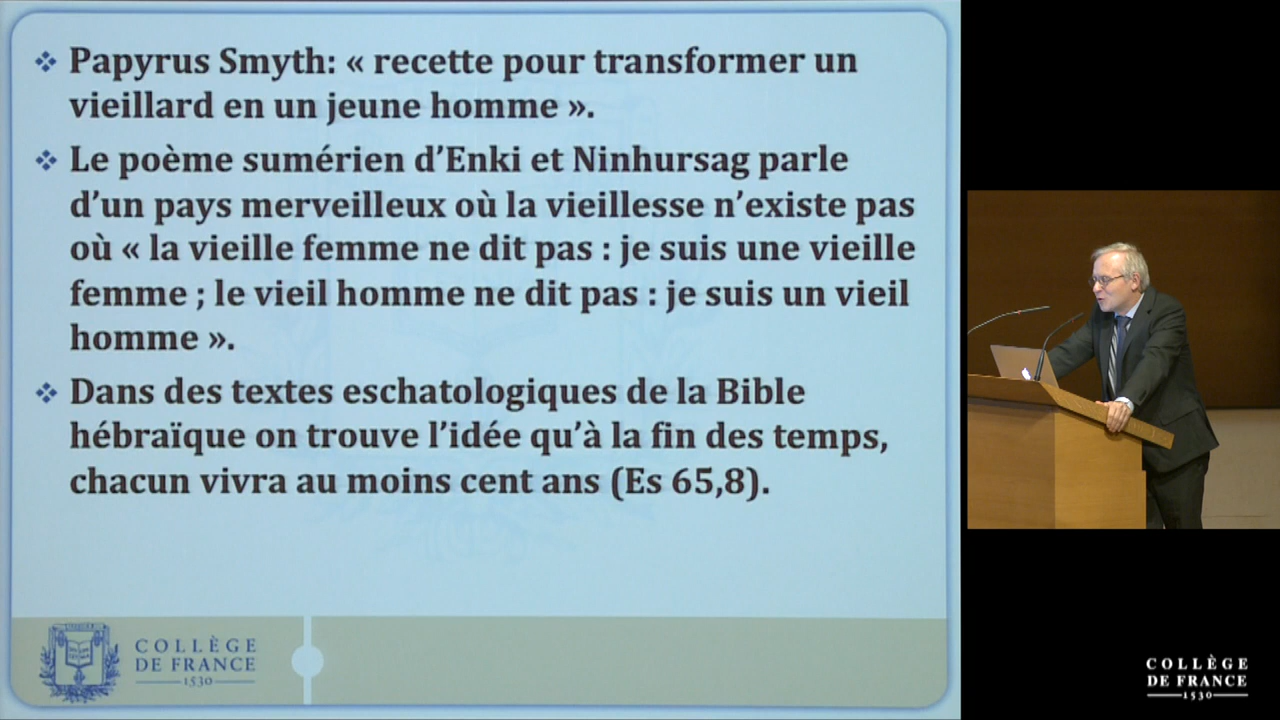 Papyrus Smyth: « recette pour transformer un
vieillard en un jeune homme ».
Le poème sumérien d’Enki et Ninhursag parle
d’un pays merveilleux où la vieillesse n’existe pas
où « la vieille femme ne dit pas : je suis une vieille
femme ; le vieil homme ne dit pas : je suis un vieil
homme ».
Dans des textes eschatologiques de la Bible
hébraïque on trouve l’idée qu’à la fin des temps,
chacun vivra au moins cent ans (Es 65,8).
COLLÈGE
DE FRANCE
1530
COLLÈGE
DE FRANCE
1530